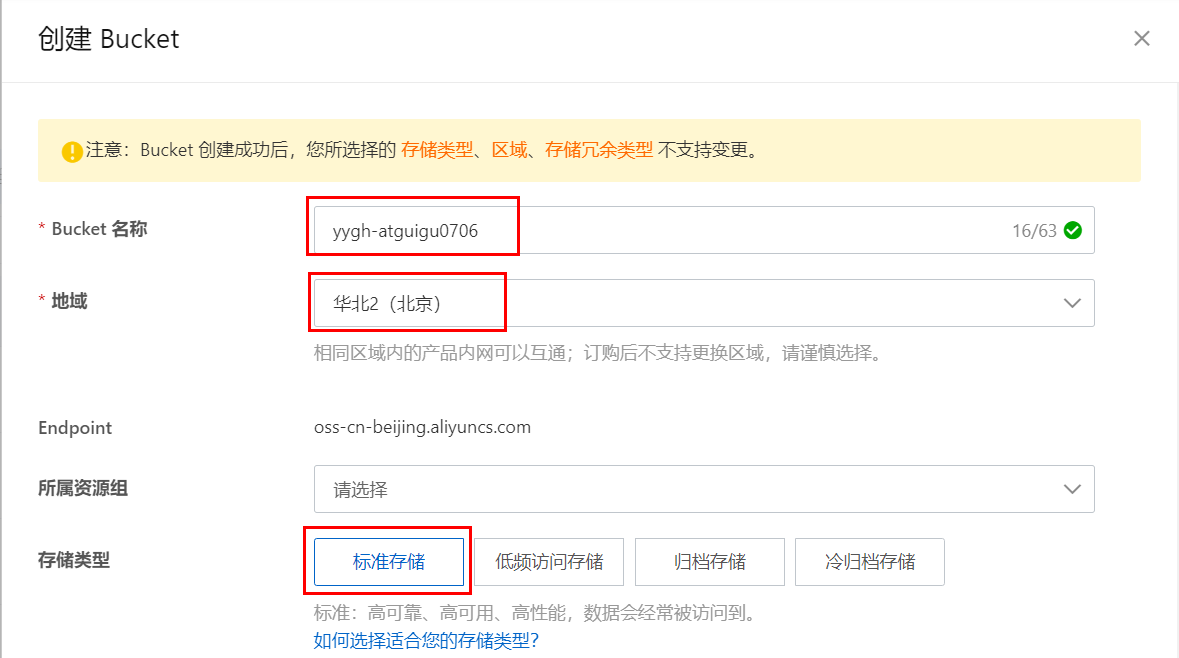 创建 Bucket
注意：Bucket 创建成功后，您所选择的 存储类型、区域、存储冗余类型 不支持变更。
* Bucket 名称
yygh-atguigu0706
16/63
* 地域
华北2（北京）
相同区域内的产品内网可以互通；订购后不支持更换区域，请谨慎选择。
Endpoint
oss-cn-beijing.aliyuncs.com
所属资源组
请选择
存储类型
标准存储
低频访问存储
归档存储
冷归档存储
标准：高可靠、高可用、高性能，数据会经常被访问到。
如何选择适合您的存储类型？